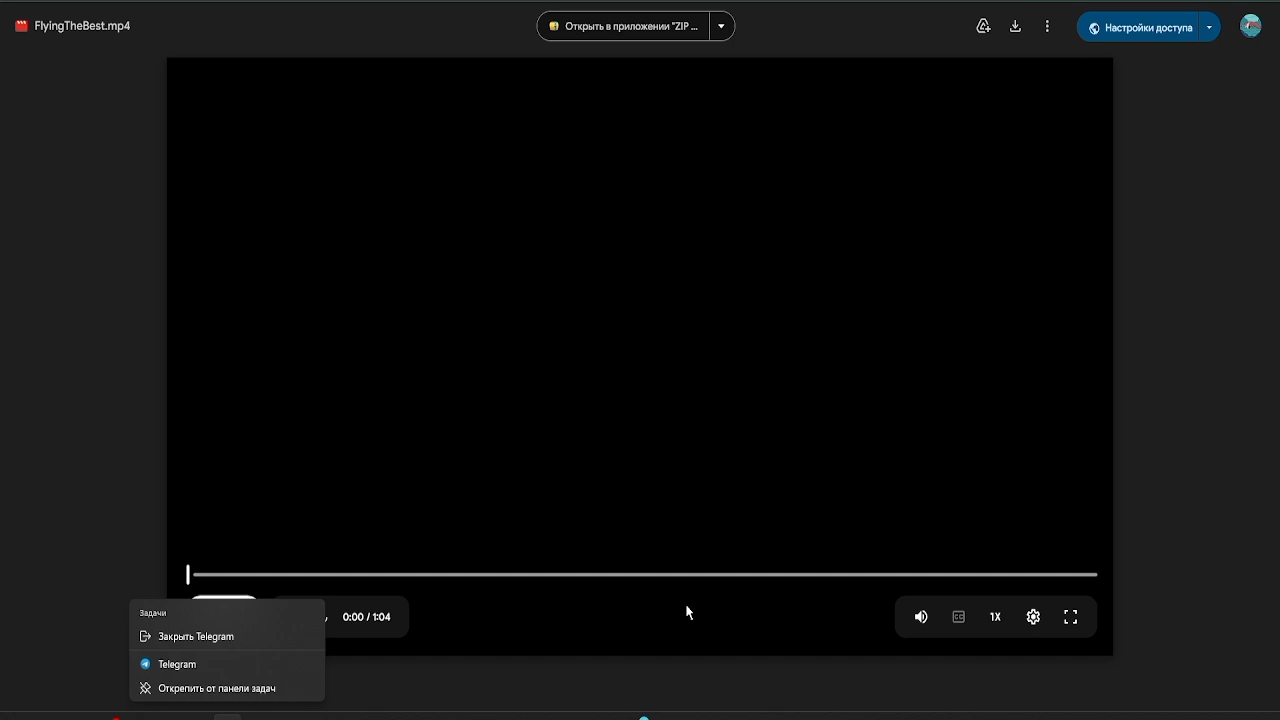 FlyingTheBest.mp4
Открыть в приложении "ZIP ...
Настройки доступа
0:00 / 1:04
CC
1X
Задачи
Закрыть Telegram
Telegram
Открепить от панели задач